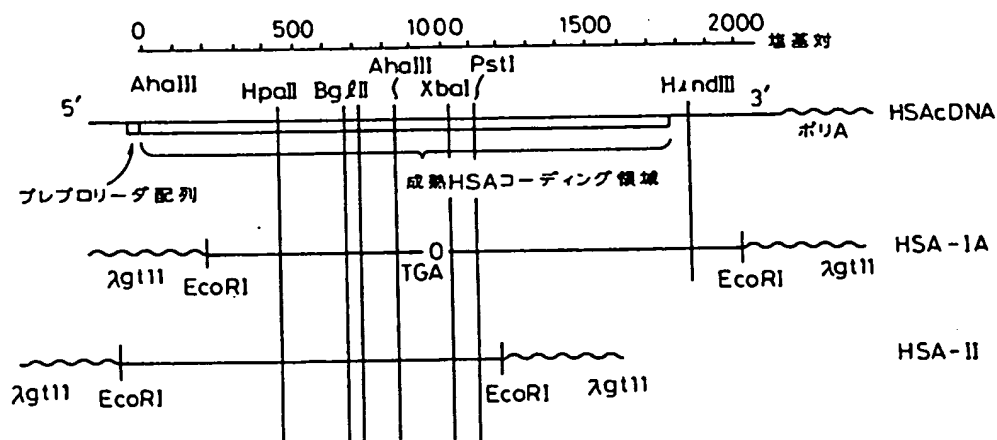 0 500 1000 1500 2000 塩基対
AhaIII PstI
AhaIII HpaII BglII XbaI HindIII
5' 3' HSAcDNA
ポリA
プレプロリーダ配列 成熟HSAコーディング領域
0 HSA-IA
λgt11 EcoRI TGA EcoRI λgt11
HSA-II
λgt11 EcoRI EcoRI λgt11